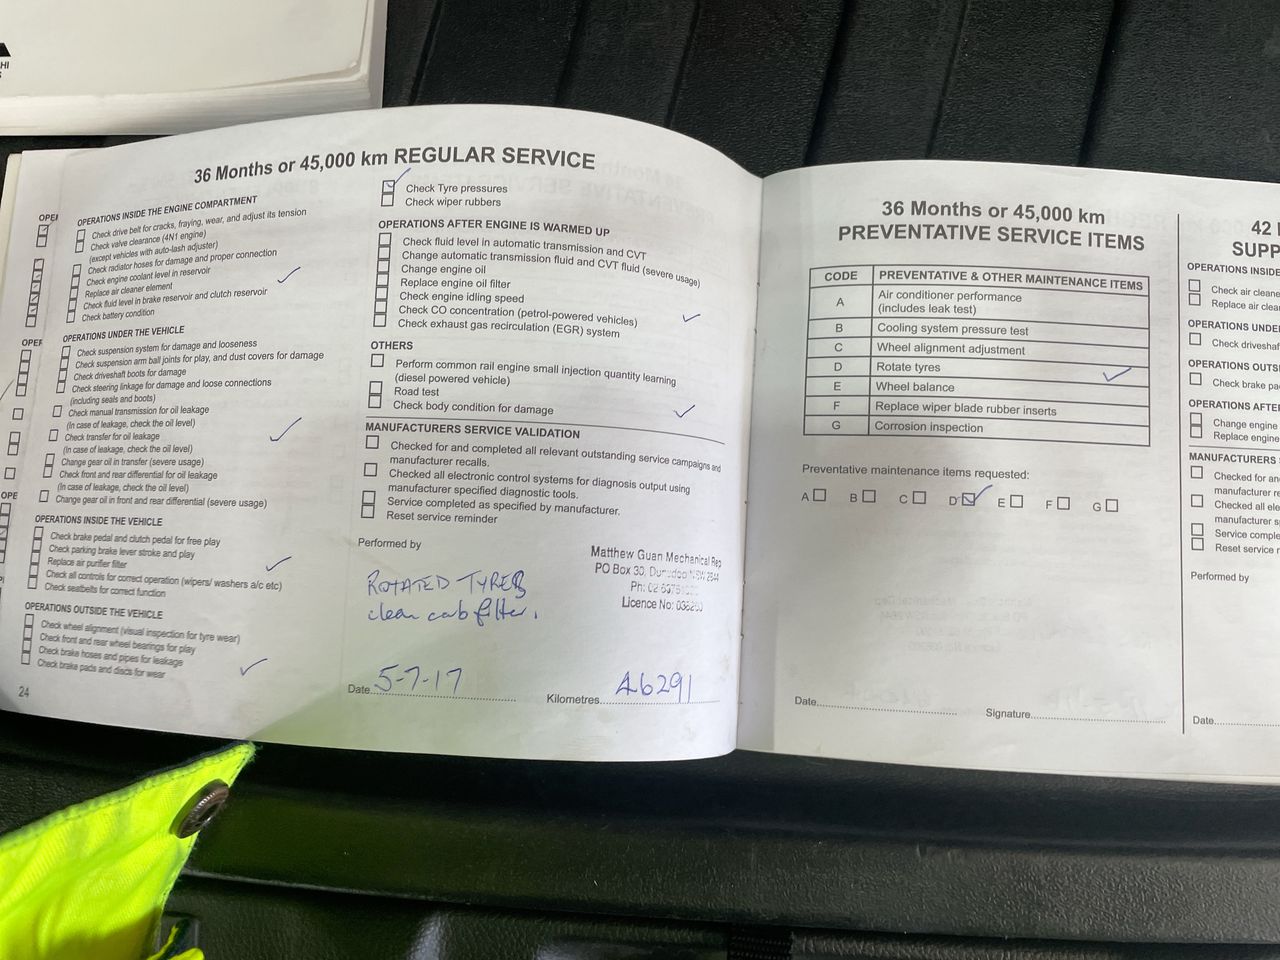 HI
S
OPE
OPE
OPE
36 Months or 45,000 km REGULAR SERVICE
OPERATIONS INSIDE THE ENGINE COMPARTMENT
Check drive belt for cracks, fraying, wear, and adjust its tension
Check valve clearance (4N1 engine)
(except vehicles with auto-lash adjuster)
Check radiator hoses for damage and proper connection
Check engine coolant level in reservoir
Replace air cleaner element
Check fluid level in brake reservoir and clutch reservoir
Check battery condition
OPERATIONS UNDER THE VEHICLE
Check suspension system for damage and looseness
Check suspension arm ball joints for play, and dust covers for damage
Check driveshaft boots for damage
Check steering linkage for damage and loose connections
(including seals and boots)
Check manual transmission for oil leakage
(In case of leakage, check the oil level)
Check transfer for oil leakage
(In case of leakage, check the oil level)
Change gear oil in transfer (severe usage)
Check front and rear differential for oil leakage
(In case of leakage, check the oil level)
Change gear oil in front and rear differential (severe usage)
OPERATIONS INSIDE THE VEHICLE
Check brake pedal and clutch pedal for free play
Check parking brake lever stroke and play
Replace air purifier filter
Check all controls for correct operation (wipers/ washers a/c etc)
Check seatbelts for correct function
OPERATIONS OUTSIDE THE VEHICLE
Check wheel alignment (visual inspection for tyre wear)
Check front and rear wheel bearings for play
Check brake hoses and pipes for leakage
Check brake pads and discs for wear
24
Check Tyre pressures
Check wiper rubbers
OPERATIONS AFTER ENGINE IS WARMED UP
Check fluid level in automatic transmission and CVT
Change automatic transmission fluid and CVT fluid (severe usage)
Change engine oil
Replace engine oil filter
Check engine idling speed
Check CO concentration (petrol-powered vehicles)
Check exhaust gas recirculation (EGR) system
OTHERS
Perform common rail engine small injection quantity learning
(diesel powered vehicle)
Road test
Check body condition for damage
MANUFACTURERS SERVICE VALIDATION
Checked for and completed all relevant outstanding service campaigns and
manufacturer recalls.
Checked all electronic control systems for diagnosis output using
manufacturer specified diagnostic tools.
Service completed as specified by manufacturer.
Reset service reminder
Performed by
ROTATED TYRES
clean cab filter.
Matthew Guan Mechanical Rep
PO Box 30, Dunedoo NSW 2844
Ph: 02
Licence No:
Date 5-7-17
Kilometres 46291
36 Months or 45,000 km
PREVENTATIVE SERVICE ITEMS
CODE PREVENTATIVE & OTHER MAINTENANCE ITEMS
A Air conditioner performance
(includes leak test)
B Cooling system pressure test
C Wheel alignment adjustment
D Rotate tyres
E Wheel balance
F Replace wiper blade rubber inserts
G Corrosion inspection
Preventative maintenance items requested:
A B C D E F G
Date
Signature
42
SUPP
OPERATIONS INSIDE
Check air cleane
Replace air clea
OPERATIONS UNDE
Check driveshaf
OPERATIONS OUTS
Check brake pa
OPERATIONS AFTE
Change engine
Replace engine
MANUFACTURERS
Checked for an
manufacturer re
Checked all ele
manufacturer s
Service comple
Reset service r
Performed by
Date